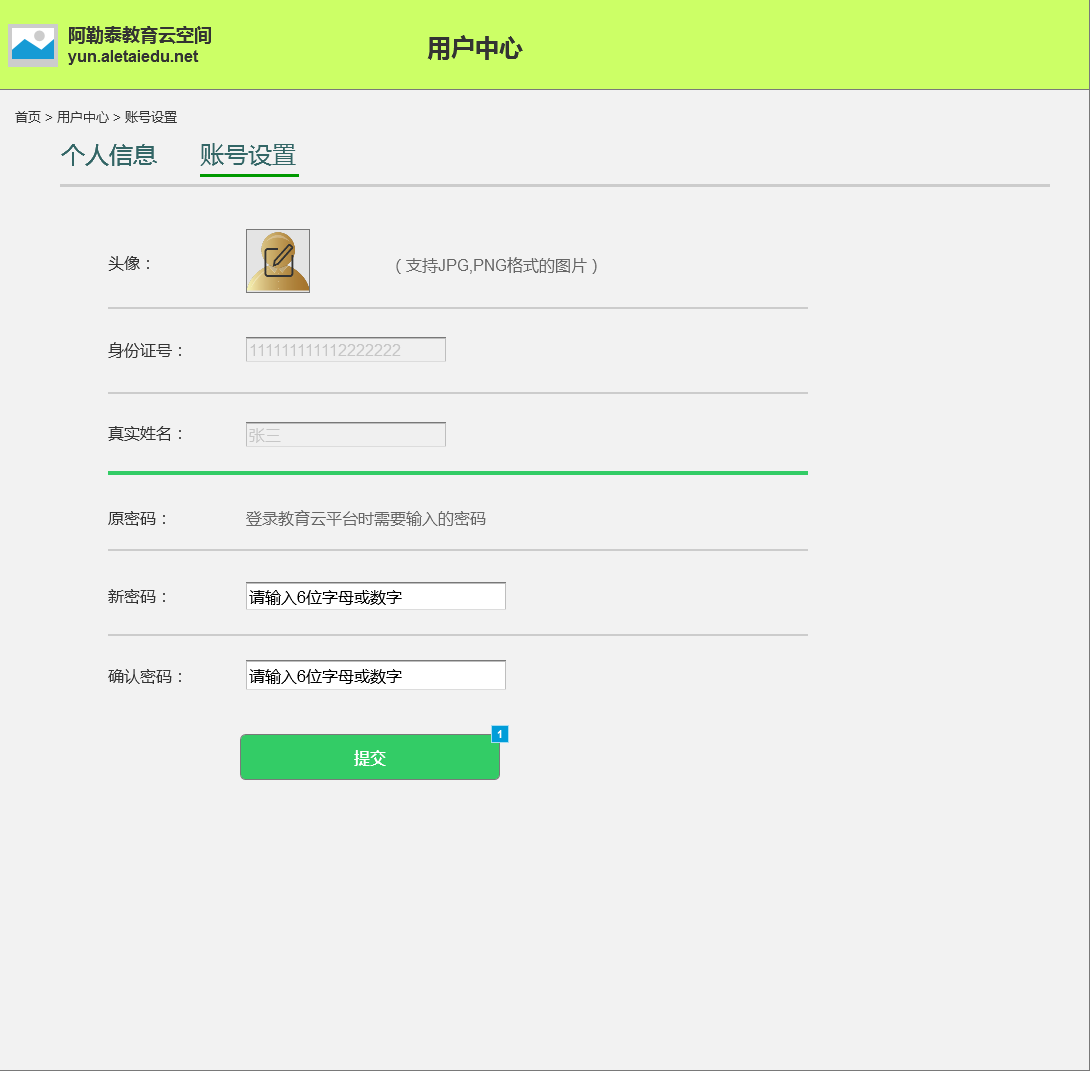 阿勒泰教育云空间
yun.aletaiedu.net
用户中心
首页 > 用户中心 > 账号设置
个人信息
账号设置
头像：
（支持JPG,PNG格式的图片）
身份证号：
111111111112222222
真实姓名：
张三
原密码：
登录教育云平台时需要输入的密码
新密码：
请输入6位字母或数字
确认密码：
请输入6位字母或数字
1
提交